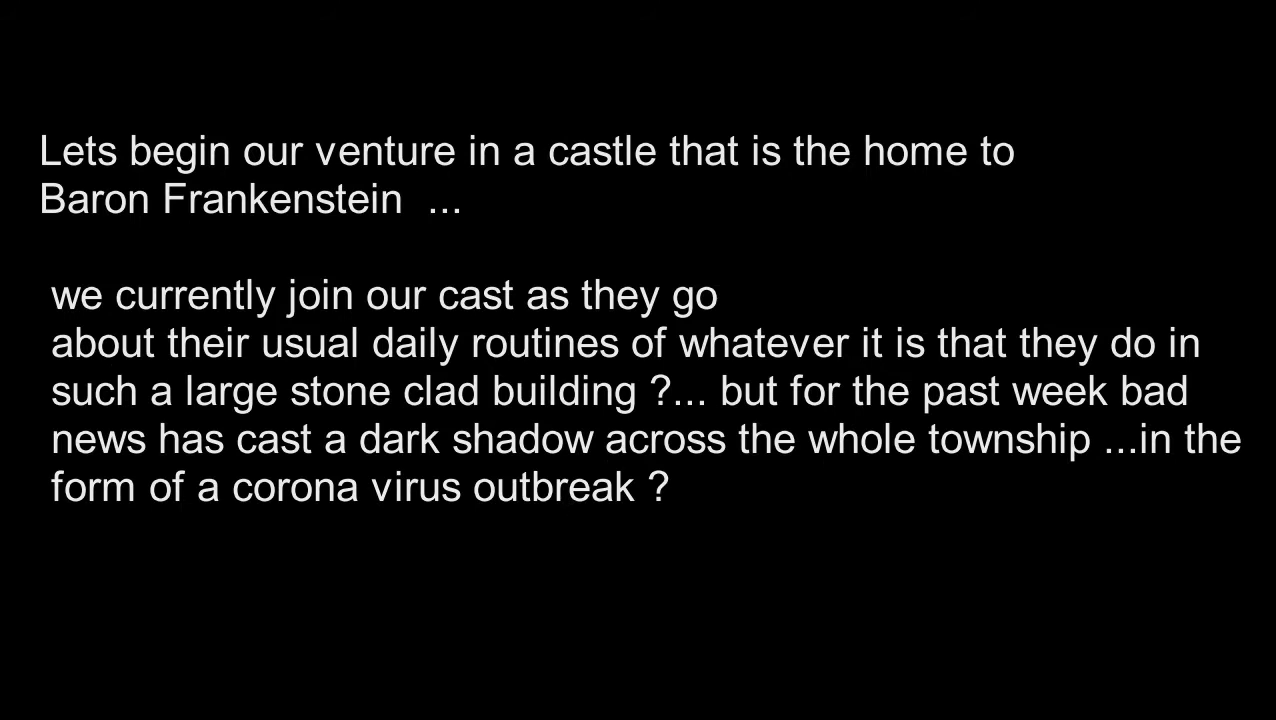 Lets begin our venture in a castle that is the home to
Baron Frankenstein  ...
we currently join our cast as they go
about their usual daily routines of whatever it is that they do in
such a large stone clad building ?... but for the past week bad
news has cast a dark shadow across the whole township ...in the
form of a corona virus outbreak ?